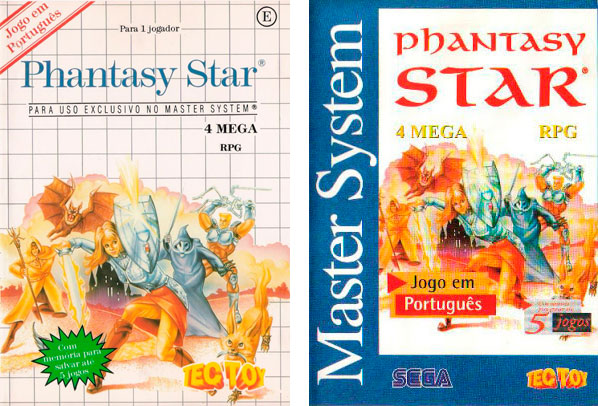 Jogo em
Português
E
Para 1 jogador
Phantasy Star®
PARA USO EXCLUSIVO NO MASTER SYSTEM®
4 MEGA
RPG
Com
memória para
salvar até
5 jogos
TEC TOY
Master System
PHANTASY
STAR®
4 MEGA
RPG
Jogo em
Português
5 jogos
SEGA
TEC TOY